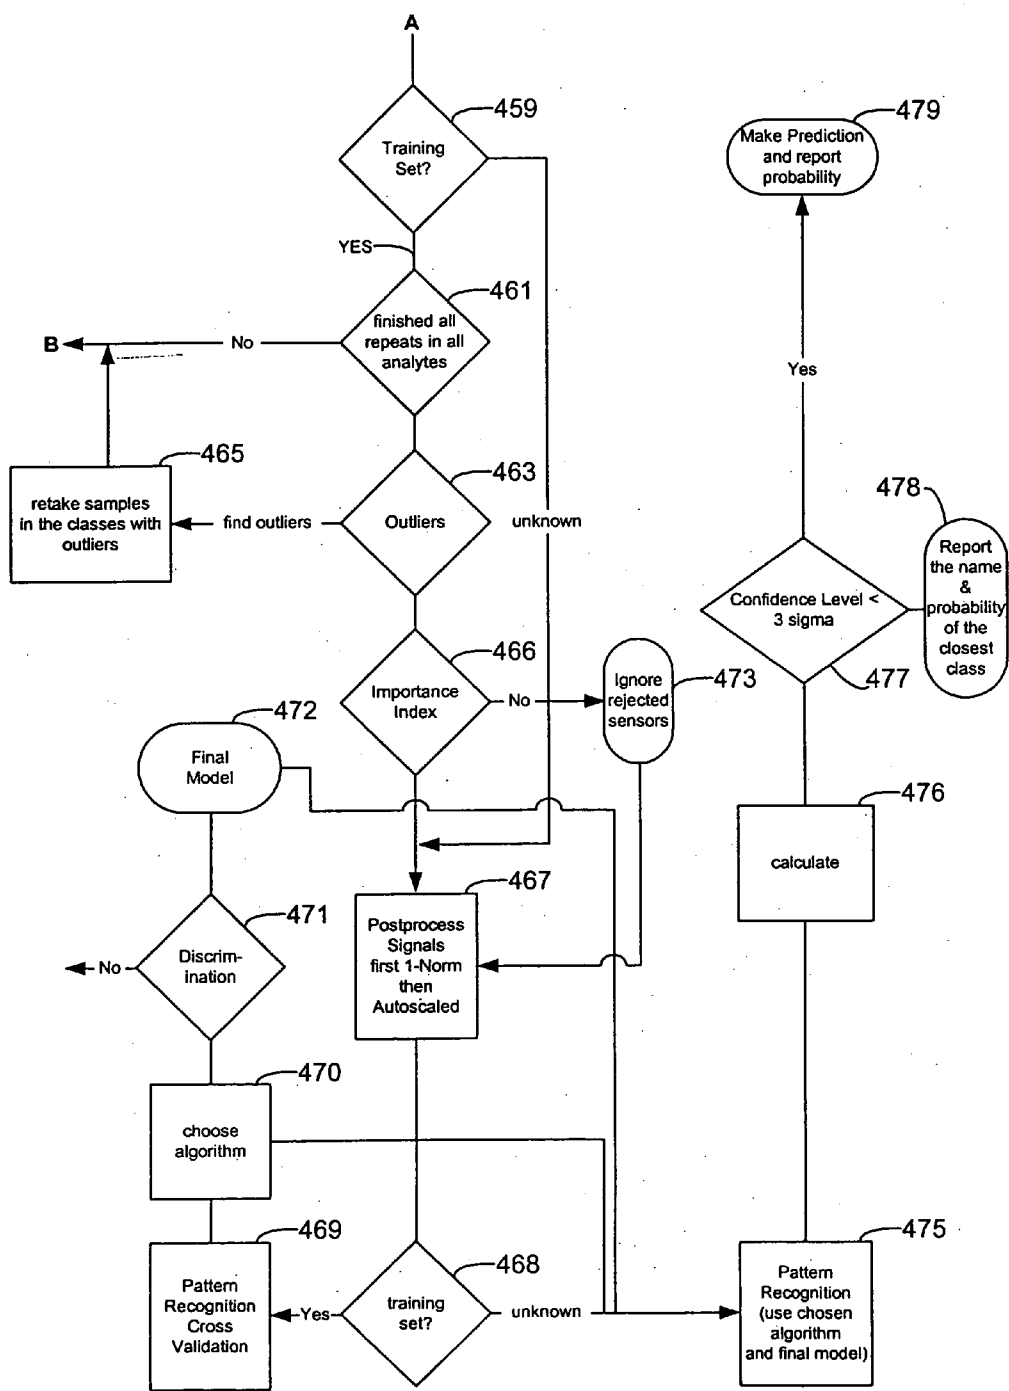 A
459
Training
Set?
YES
461
finished all
repeats in all
analytes
B
No
465
retake samples
in the classes with
outliers
find outliers
463
Outliers
unknown
466
Importance
Index
No
Ignore
rejected
sensors
473
472
Final
Model
467
Postprocess
Signals
first 1-Norm
then
Autoscaled
471
Discrim-
ination
No
470
choose
algorithm
469
Pattern
Recognition
Cross
Validation
Yes
468
training
set?
unknown
479
Make Prediction
and report
probability
Yes
478
Report
the name
&
probability
of the
closest
class
Confidence Level <
3 sigma
477
476
calculate
475
Pattern
Recognition
(use chosen
algorithm
and final model)